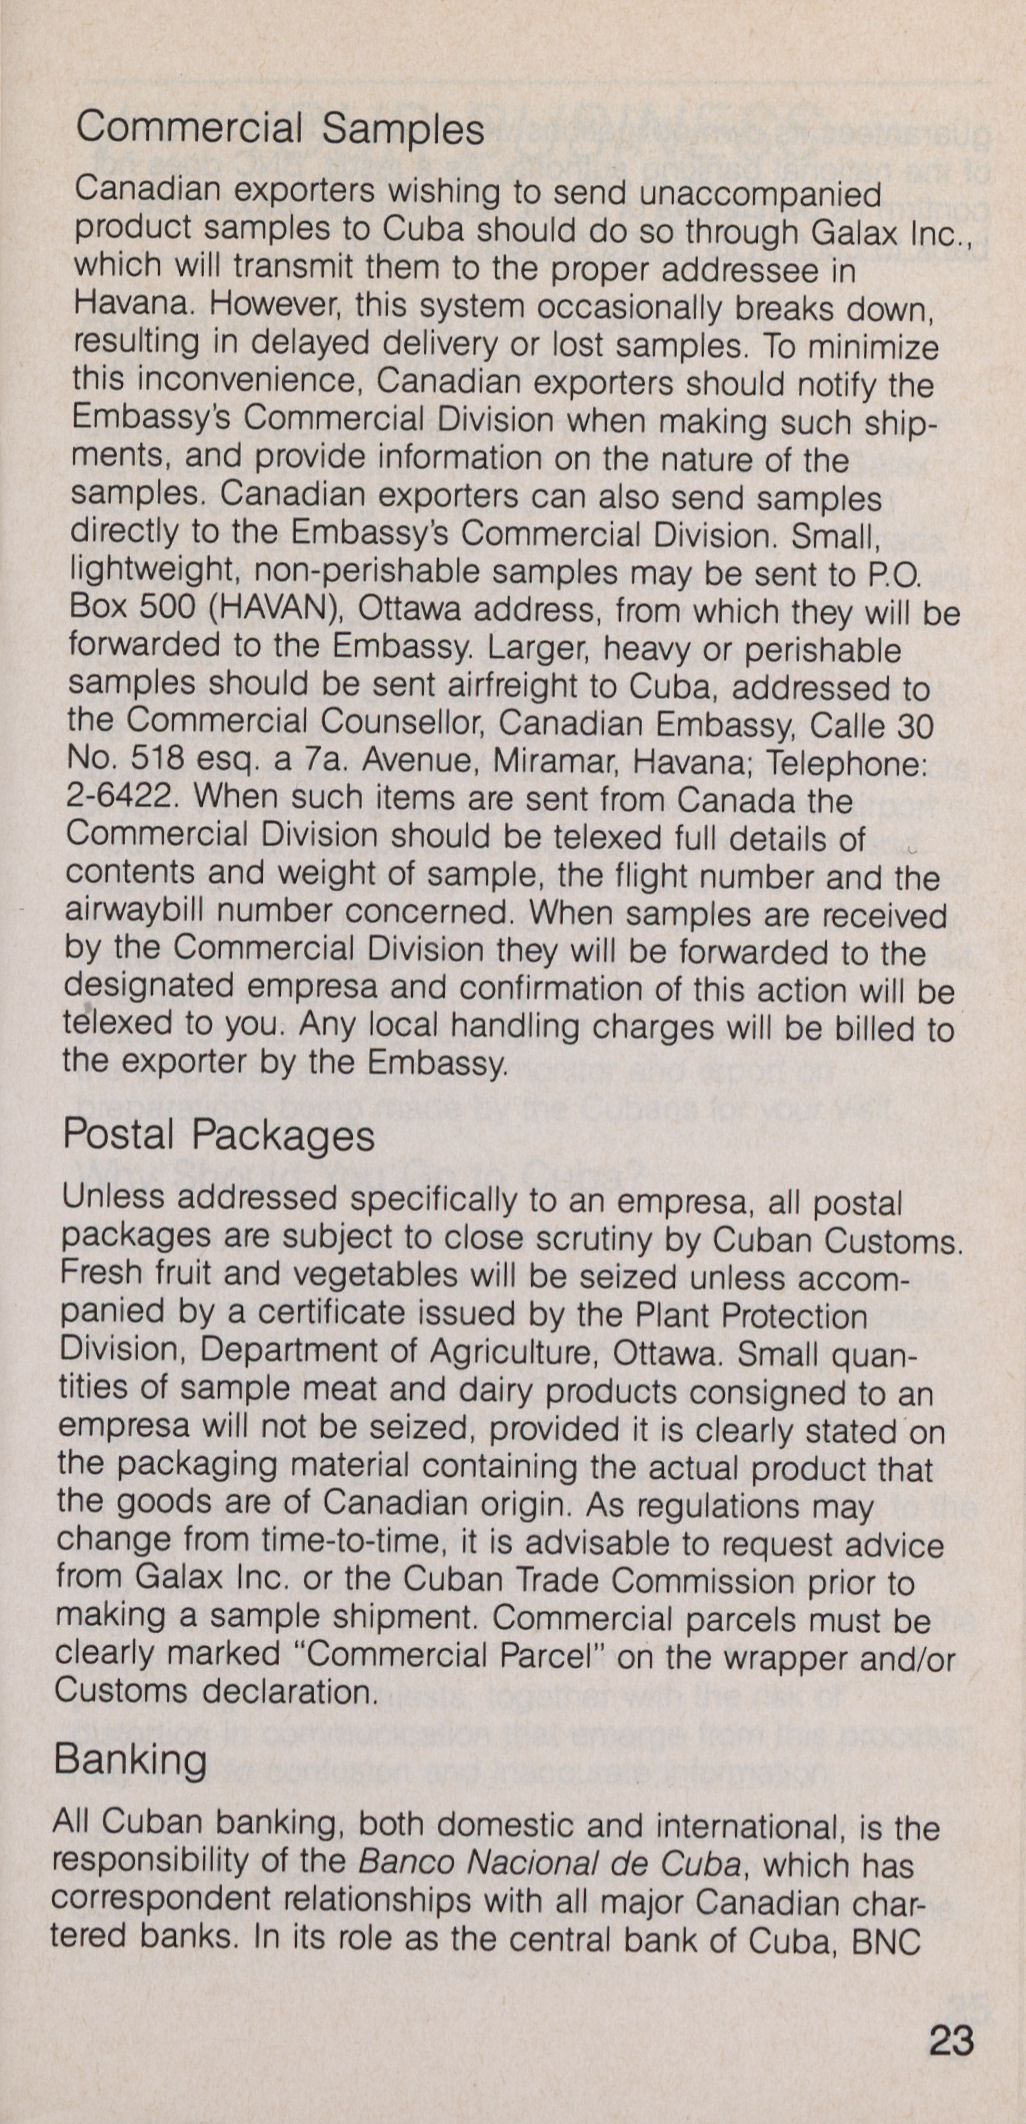 Commercial Samples
Canadian exporters wishing to send unaccompanied
product samples to Cuba should do so through Galax Inc.,
which will transmit them to the proper addressee in
Havana. However, this system occasionally breaks down,
resulting in delayed delivery or lost samples. To minimize
this inconvenience, Canadian exporters should notify the
Embassy's Commercial Division when making such ship-
ments, and provide information on the nature of the
samples. Canadian exporters can also send samples
directly to the Embassy's Commercial Division. Small,
lightweight, non-perishable samples may be sent to P.O.
Box 500 (HAVAN), Ottawa address, from which they will be
forwarded to the Embassy. Larger, heavy or perishable
samples should be sent airfreight to Cuba, addressed to
the Commercial Counsellor, Canadian Embassy, Calle 30
No. 518 esq. a 7a. Avenue, Miramar, Havana; Telephone:
2-6422. When such items are sent from Canada the
Commercial Division should be telexed full details of
contents and weight of sample, the flight number and the
airwaybill number concerned. When samples are received
by the Commercial Division they will be forwarded to the
designated empresa and confirmation of this action will be
telexed to you. Any local handling charges will be billed to
the exporter by the Embassy.
Postal Packages
Unless addressed specifically to an empresa, all postal
packages are subject to close scrutiny by Cuban Customs.
Fresh fruit and vegetables will be seized unless accom-
panied by a certificate issued by the Plant Protection
Division, Department of Agriculture, Ottawa. Small quan-
tities of sample meat and dairy products consigned to an
empresa will not be seized, provided it is clearly stated on
the packaging material containing the actual product that
the goods are of Canadian origin. As regulations may
change from time-to-time, it is advisable to request advice
from Galax Inc. or the Cuban Trade Commission prior to
making a sample shipment. Commercial parcels must be
clearly marked "Commercial Parcel" on the wrapper and/or
Customs declaration.
Banking
All Cuban banking, both domestic and international, is the
responsibility of the Banco Nacional de Cuba, which has
correspondent relationships with all major Canadian char-
tered banks. In its role as the central bank of Cuba, BNC
23